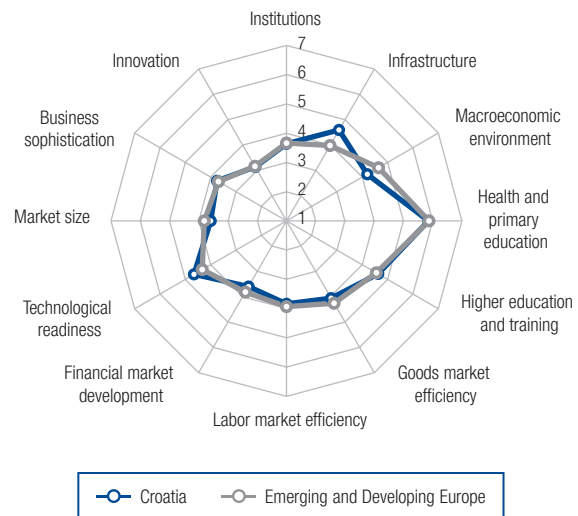 Institutions
7
6
5
4
3
2
1
Infrastructure
Macroeconomic
environment
Health and
primary
education
Higher education
and training
Goods market
efficiency
Labor market efficiency
Financial market
development
Technological
readiness
Market size
Business
sophistication
Innovation
Croatia
Emerging and Developing Europe